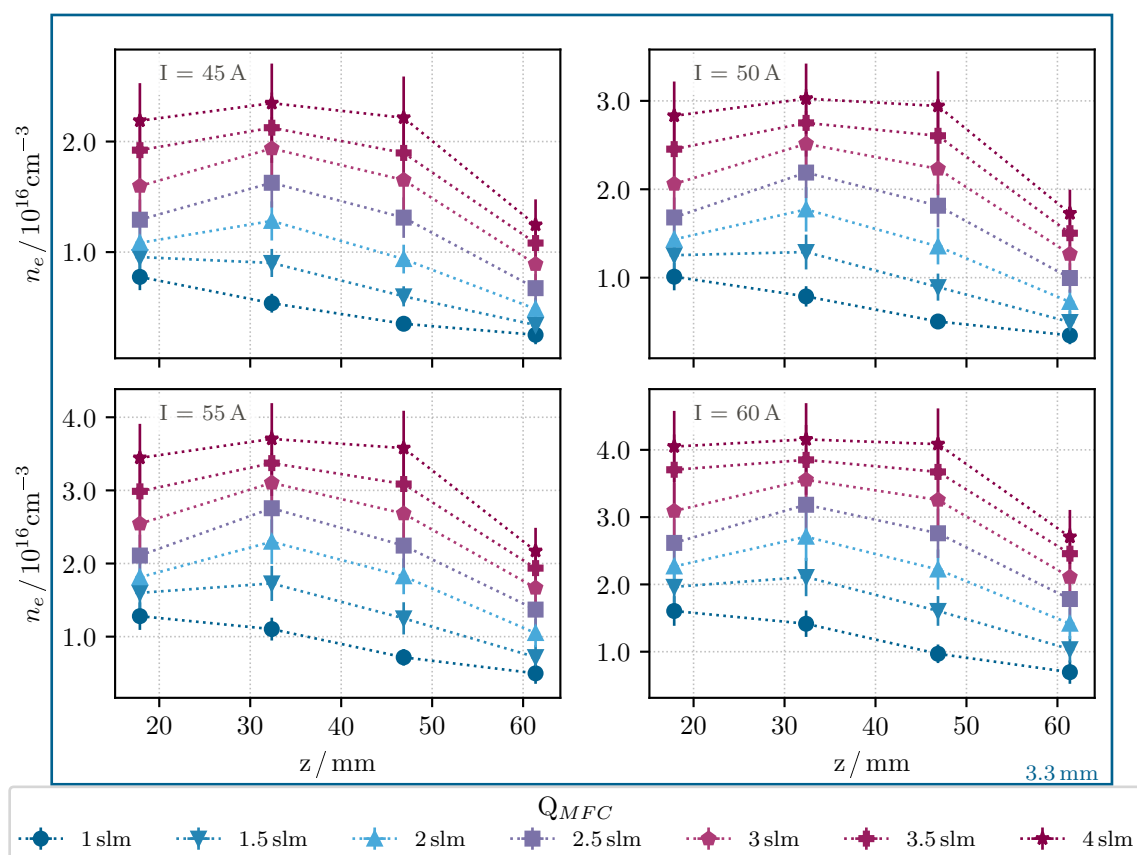 I = 45 A
I = 50 A
2.0
1.0
3.0
2.0
1.0
n_e / 10^16 cm^−3
I = 55 A
I = 60 A
4.0
3.0
2.0
1.0
4.0
3.0
2.0
1.0
n_e / 10^16 cm^−3
20 30 40 50 60
20 30 40 50 60
z / mm
z / mm
3.3 mm
Q_MFC
1 slm 1.5 slm 2 slm 2.5 slm 3 slm 3.5 slm 4 slm